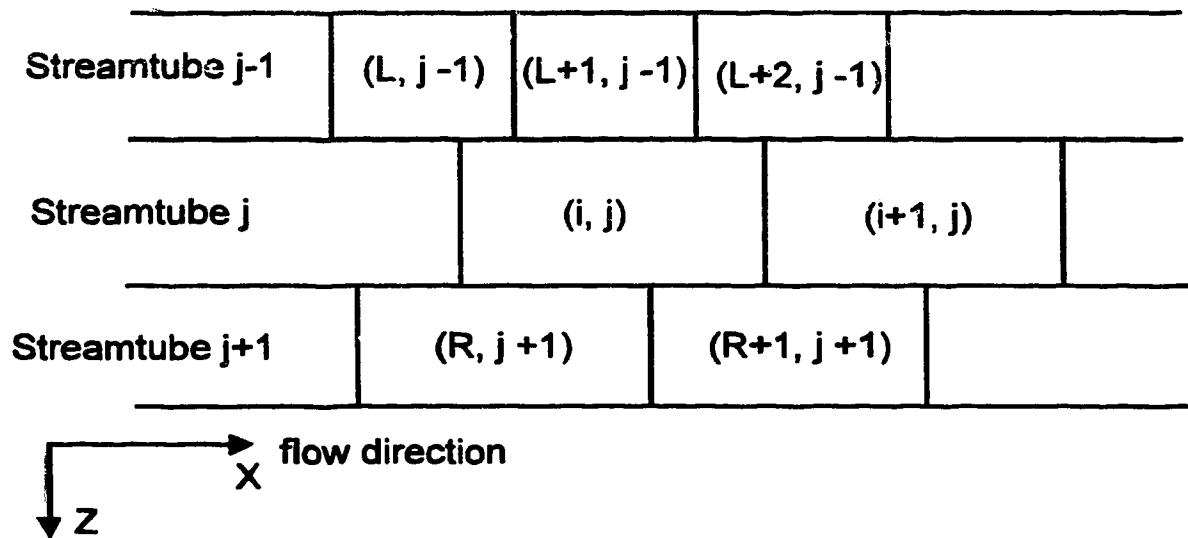 Streamtube j-1 (L, j -1) (L+1, j -1) (L+2, j -1)
Streamtube j (i, j) (i+1, j)
Streamtube j+1 (R, j +1) (R+1, j +1)
flow direction
X
Z